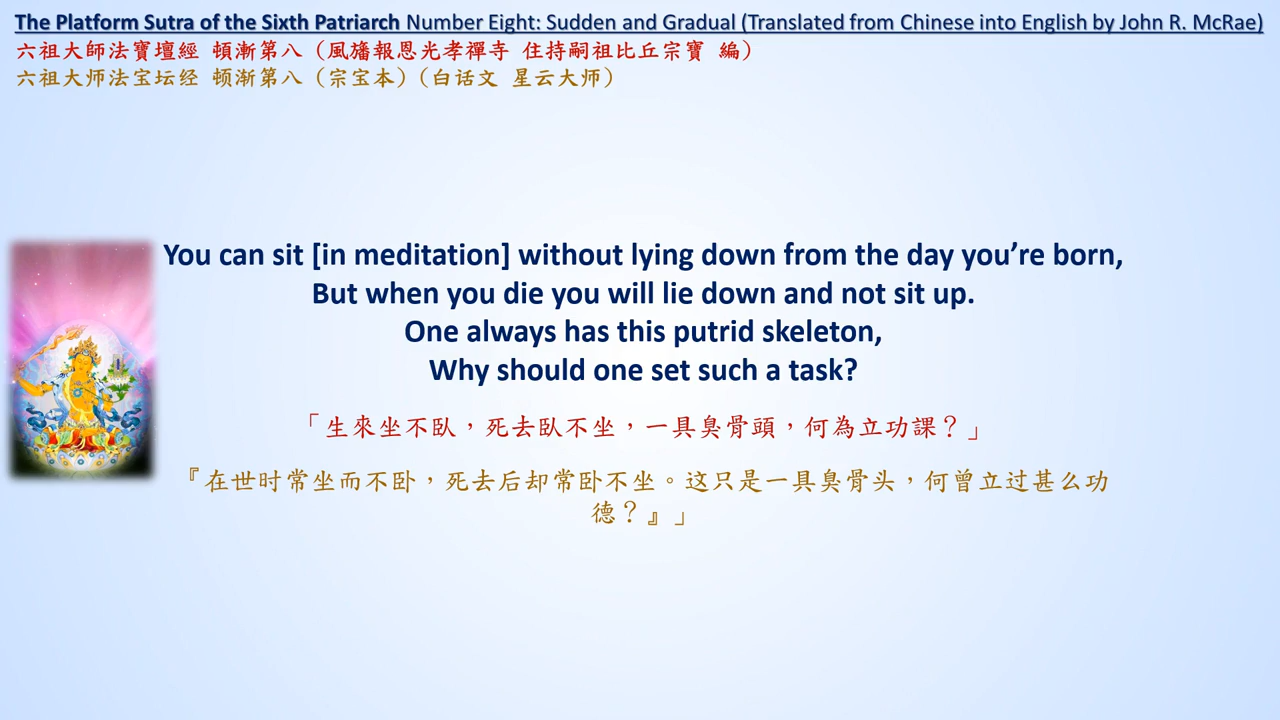 The Platform Sutra of the Sixth Patriarch Number Eight: Sudden and Gradual (Translated from Chinese into English by John R. McRae)
六祖大師法寶壇經 頓漸第八（風旛報恩光孝禪寺 住持嗣祖比丘宗寶 編）
六祖大师法宝坛经 顿渐第八（宗宝本）（白话文 星云大师）
You can sit [in meditation] without lying down from the day you’re born,
But when you die you will lie down and not sit up.
One always has this putrid skeleton,
Why should one set such a task?
「生來坐不臥，死去臥不坐，一具臭骨頭，何為立功課？」
『在世时常坐而不卧，死去后却常卧不坐。这只是一具臭骨头，何曾立过甚么功
德？』」